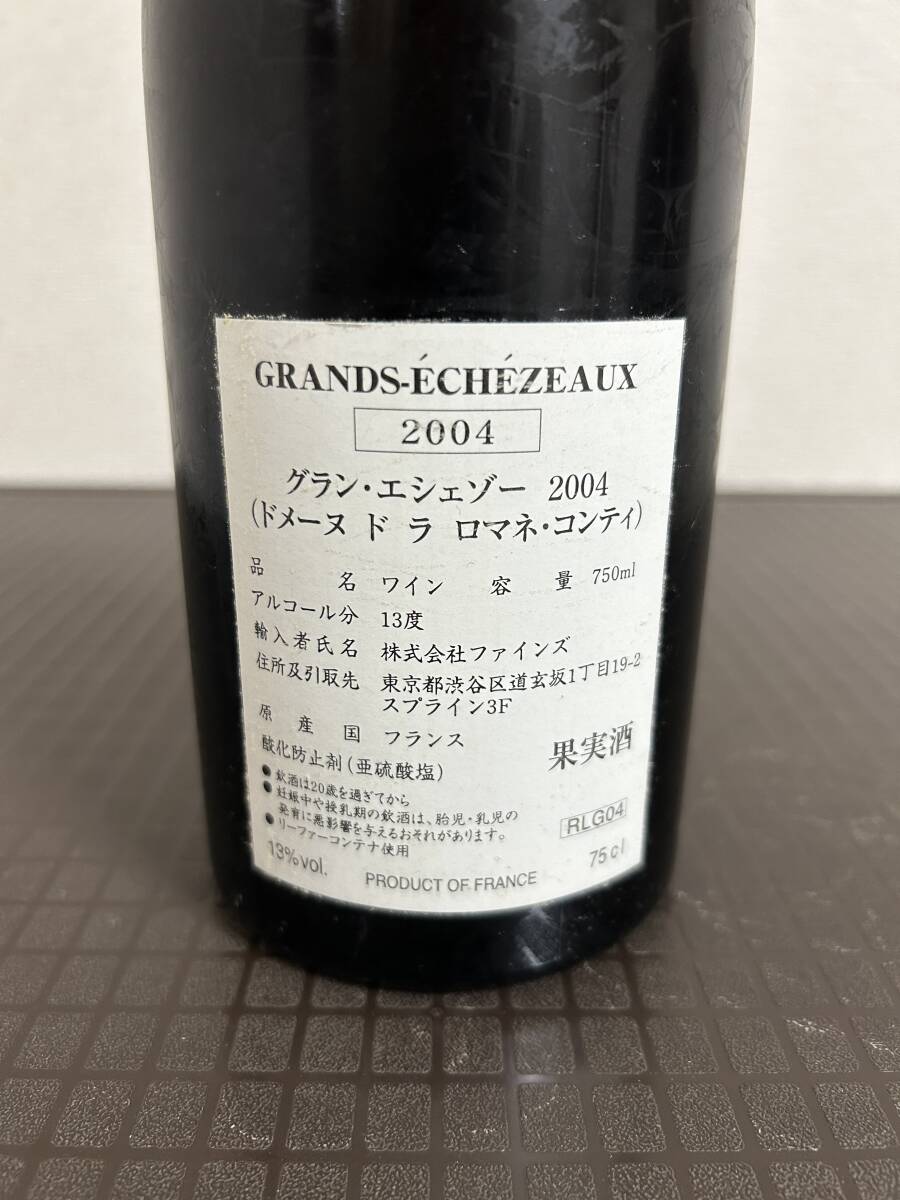 GRANDS-ÉCHÉZEAUX
2004
グラン・エシェゾー 2004
(ドメーヌ ド ラ ロマネ・コンティ)
品名 ワイン 容量 750ml
アルコール分 13度
輸入者氏名 株式会社ファインズ
住所及引取先 東京都渋谷区道玄坂1丁目19-2
スプライン3F
原産国 フランス
酸化防止剤(亜硫酸塩)
果実酒
●飲酒は20歳を過ぎてから
●妊娠中や授乳期の飲酒は、胎児・乳児の
発育に悪影響を与えるおそれがあります。
●リーファーコンテナ使用
RLG04
13%vol. PRODUCT OF FRANCE 75cl